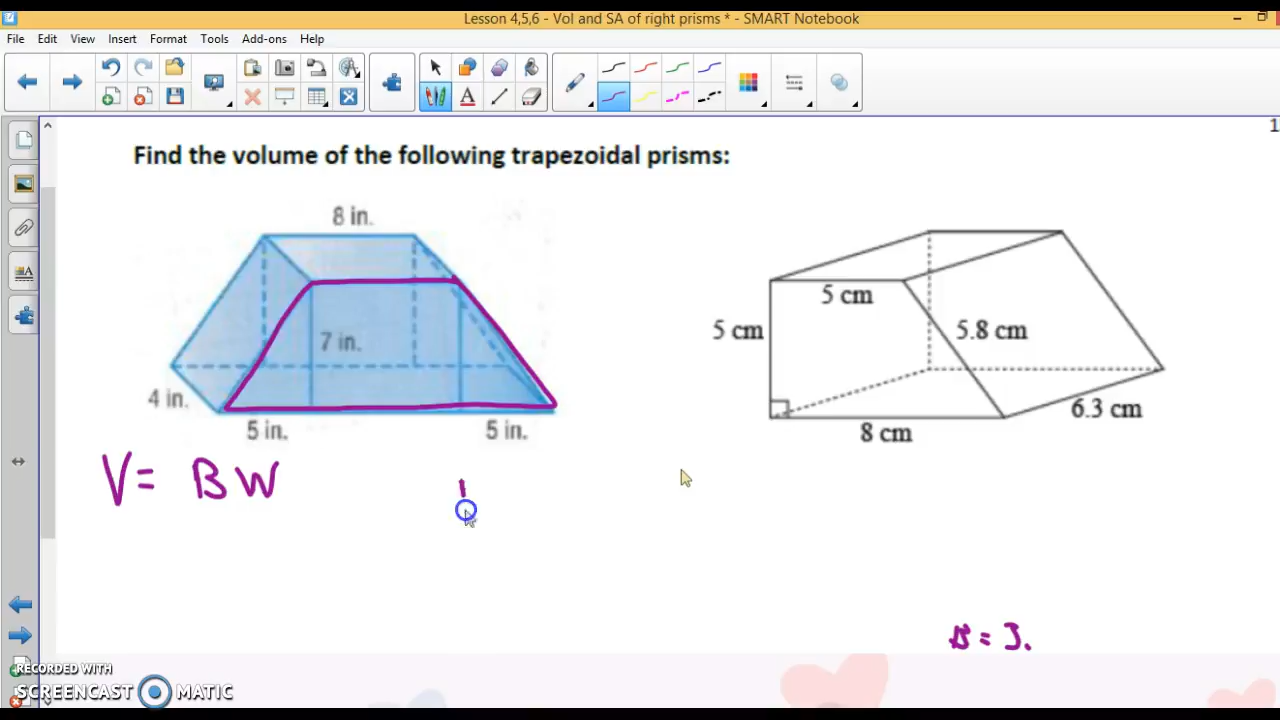 Lesson 4,5,6 - Vol and SA of right prisms * - SMART Notebook
File Edit View Insert Format Tools Add-ons Help
1
Find the volume of the following trapezoidal prisms:
8 in.
7 in.
4 in.
5 in. 5 in.
5 cm
5 cm 5.8 cm
6.3 cm
8 cm
V= BW
B = 3.
RECORDED WITH
SCREENCAST MATIC